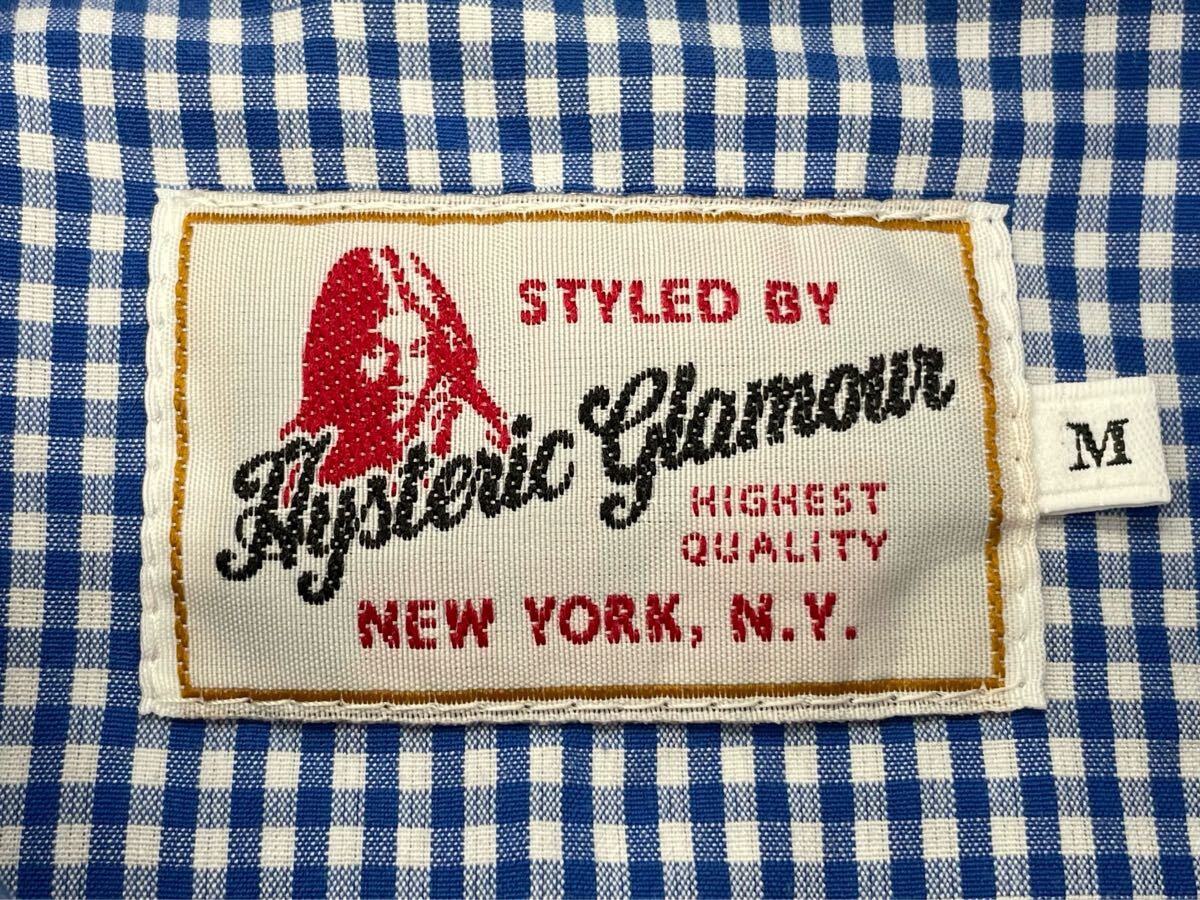 STYLED BY
Hysteric Glamour
HIGHEST
QUALITY
NEW YORK, N.Y.
M